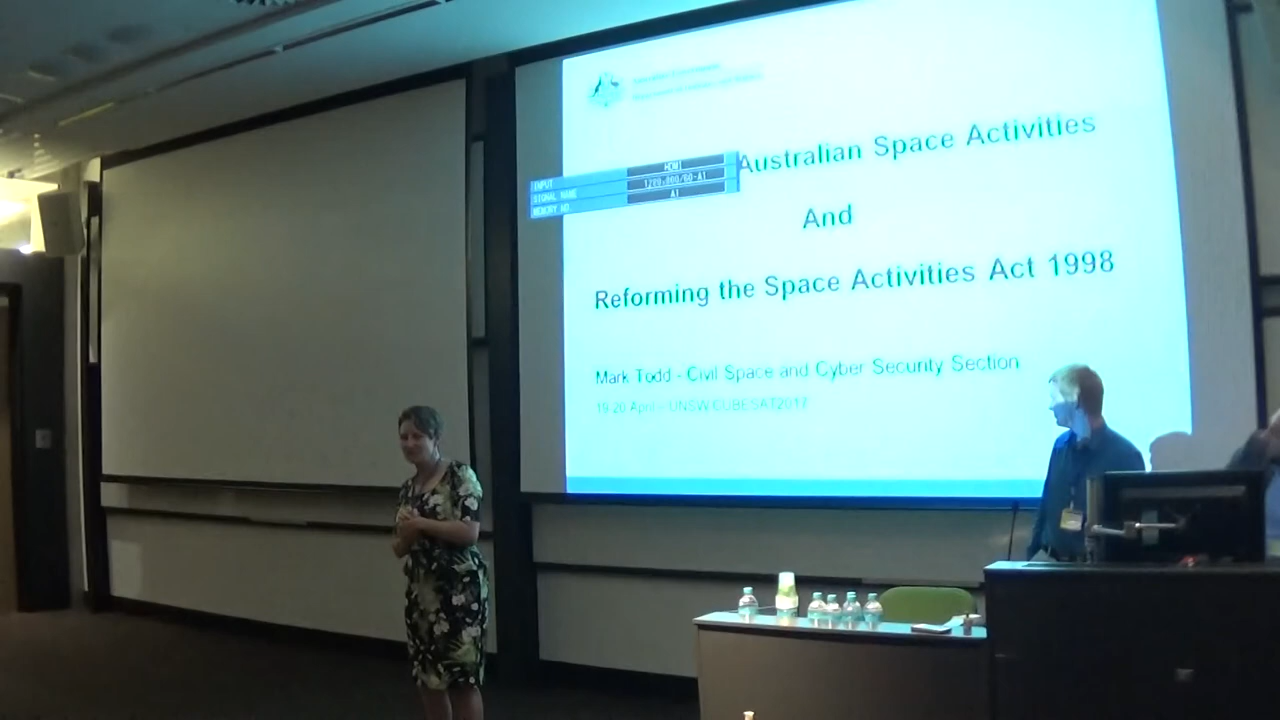 Australian Space Activities
INPUT HDMI
SIGNAL NAME
MEMORY NO. A1
And
Reforming the Space Activities Act 1998
Mark Todd - Civil Space and Cyber Security Section
19-20 April - UNSW CUBESAT2017